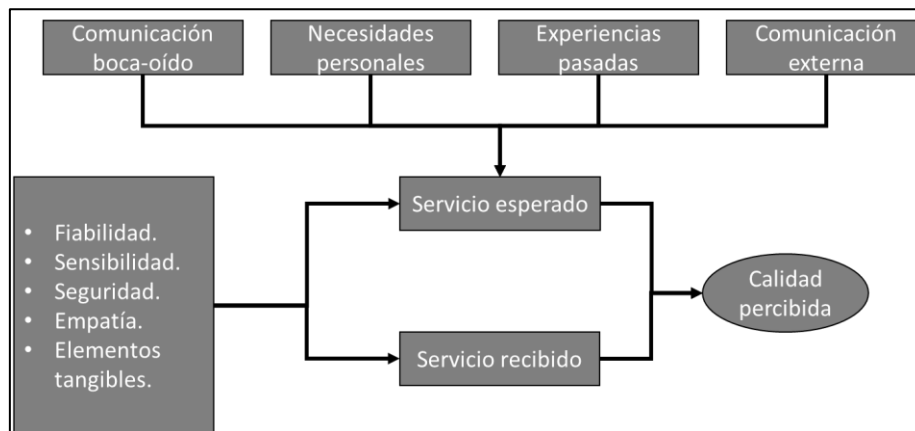 Comunicación
boca-oído
Necesidades
personales
Experiencias
pasadas
Comunicación
externa
• Fiabilidad.
• Sensibilidad.
• Seguridad.
• Empatía.
• Elementos
tangibles.
Servicio esperado
Servicio recibido
Calidad
percibida